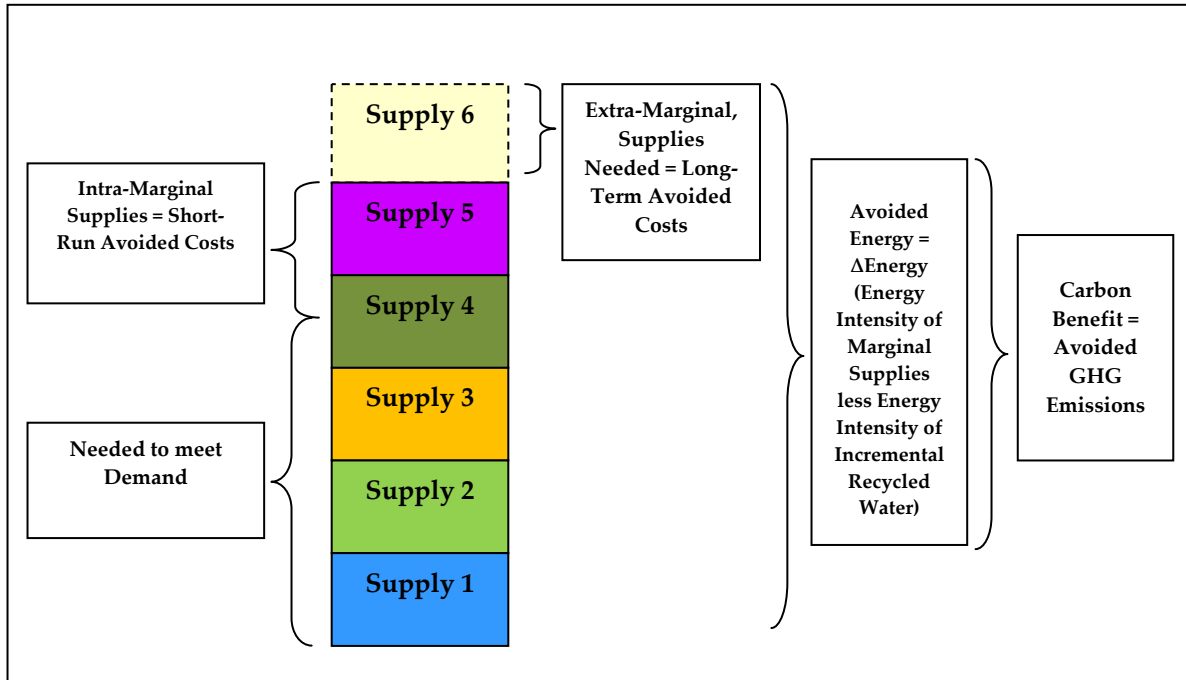 Supply 6
Supply 5
Supply 4
Supply 3
Supply 2
Supply 1
Intra-Marginal
Supplies = Short-
Run Avoided Costs
Needed to meet
Demand
Extra-Marginal,
Supplies
Needed = Long-
Term Avoided
Costs
Avoided
Energy =
ΔEnergy
(Energy
Intensity of
Marginal
Supplies
less Energy
Intensity of
Incremental
Recycled
Water)
Carbon
Benefit =
Avoided
GHG
Emissions